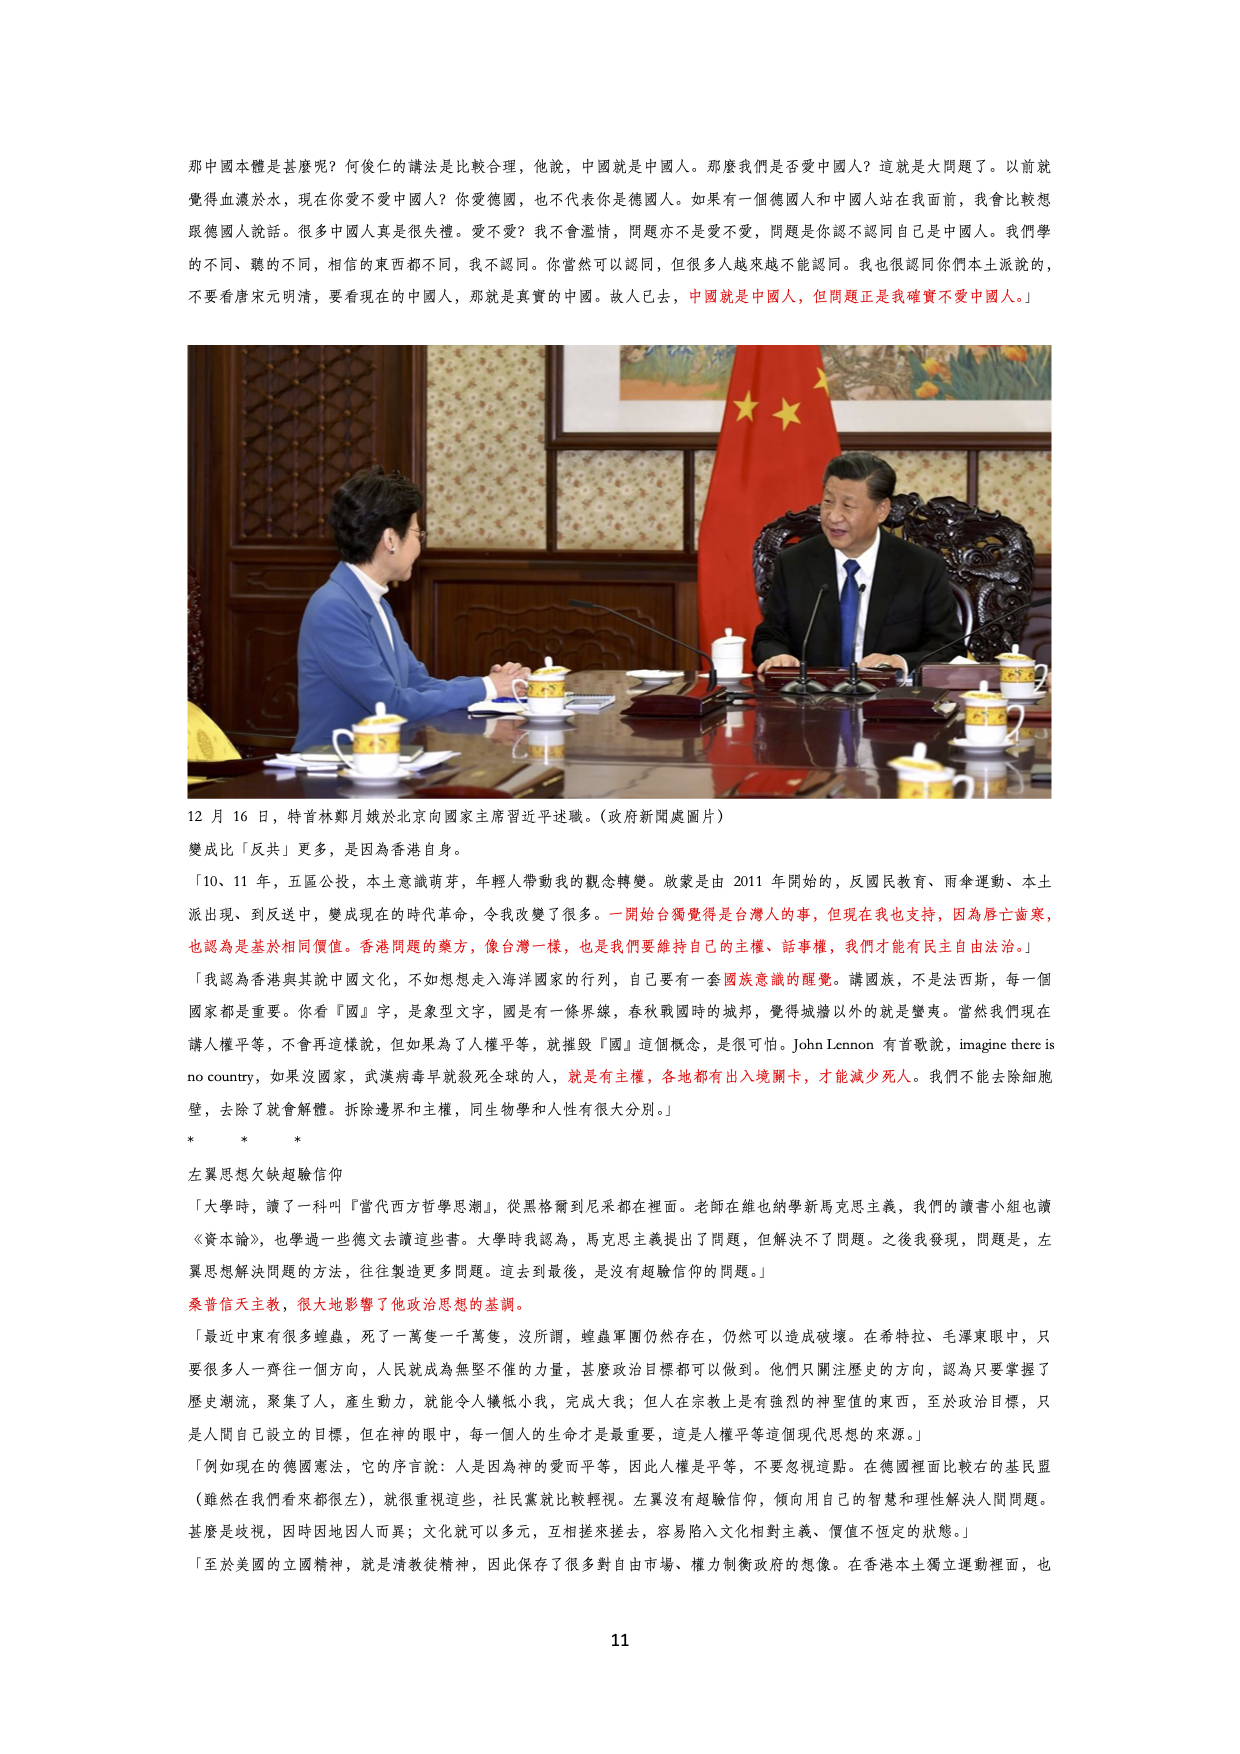 那中國本體是甚麼呢？何俊仁的講法是比較合理，他說，中國就是中國人。那麼我們是否愛中國人？這就是大問題了。以前就
覺得血濃於水，現在你愛不愛中國人？你愛德國，也不代表你是德國人。如果有一個德國人和中國人站在我面前，我會比較想
跟德國人說話。很多中國人真是很失禮。愛不愛？我不會濫情，問題亦不是愛不愛，問題是你認不認同自己是中國人。我們學
的不同、聽的不同，相信的東西都不同，我不認同。你當然可以認同，但很多人越來越不能認同。我也很認同你們本土派說的，
不要看唐宋元明清，要看現在的中國人，那就是真實的中國。故人已去，中國就是中國人，但問題正是我確實不愛中國人。」
12 月 16 日，特首林鄭月娥於北京向國家主席習近平述職。（政府新聞處圖片）
變成比「反共」更多，是因為香港自身。
「10、11 年，五區公投，本土意識萌芽，年輕人帶動我的觀念轉變。啟蒙是由 2011 年開始的，反國民教育、雨傘運動、本土
派出現、到反送中，變成現在的時代革命，令我改變了很多。一開始台獨覺得是台灣人的事，但現在我也支持，因為唇亡齒寒，
也認為是基於相同價值。香港問題的藥方，像台灣一樣，也是我們要維持自己的主權、話事權，我們才能有民主自由法治。」
「我認為香港與其說中國文化，不如想想走入海洋國家的行列，自己要有一套國族意識的醒覺。講國族，不是法西斯，每一個
國家都是重要。你看『國』字，是象型文字，國是有一條界線，春秋戰國時的城邦，覺得城牆以外的就是蠻夷。當然我們現在
講人權平等，不會再這樣說，但如果為了人權平等，就摧毀『國』這個概念，是很可怕。John Lennon 有首歌說，imagine there is
no country，如果沒國家，武漢病毒早就殺死全球的人，就是有主權，各地都有出入境關卡，才能減少死人。我們不能去除細胞
壁，去除了就會解體。拆除邊界和主權，同生物學和人性有很大分別。」
* * *
左翼思想欠缺超驗信仰
「大學時，讀了一科叫『當代西方哲學思潮』，從黑格爾到尼采都在裡面。老師在維也納學新馬克思主義，我們的讀書小組也讀
《資本論》，也學過一些德文去讀這些書。大學時我認為，馬克思主義提出了問題，但解決不了問題。之後我發現，問題是，左
翼思想解決問題的方法，往往製造更多問題。這去到最後，是沒有超驗信仰的問題。」
桑普信天主教，很大地影響了他政治思想的基調。
「最近中東有很多蝗蟲，死了一萬隻一千萬隻，沒所謂，蝗蟲軍團仍然存在，仍然可以造成破壞。在希特拉、毛澤東眼中，只
要很多人一齊往一個方向，人民就成為無堅不催的力量，甚麼政治目標都可以做到。他們只關注歷史的方向，認為只要掌握了
歷史潮流，聚集了人，產生動力，就能令人犧牴小我，完成大我；但人在宗教上是有強烈的神聖值的東西，至於政治目標，只
是人間自己設立的目標，但在神的眼中，每一個人的生命才是最重要，這是人權平等這個現代思想的來源。」
「例如現在的德國憲法，它的序言說：人是因為神的愛而平等，因此人權是平等，不要忽視這點。在德國裡面比較右的基民盟
（雖然在我們看來都很左），就很重視這些，社民黨就比較輕視。左翼沒有超驗信仰，傾向用自己的智慧和理性解決人間問題。
甚麼是歧視，因時因地因人而異；文化就可以多元，互相搓來搓去，容易陷入文化相對主義、價值不恆定的狀態。」
「至於美國的立國精神，就是清教徒精神，因此保存了很多對自由市場、權力制衡政府的想像。在香港本土獨立運動裡面，也
11